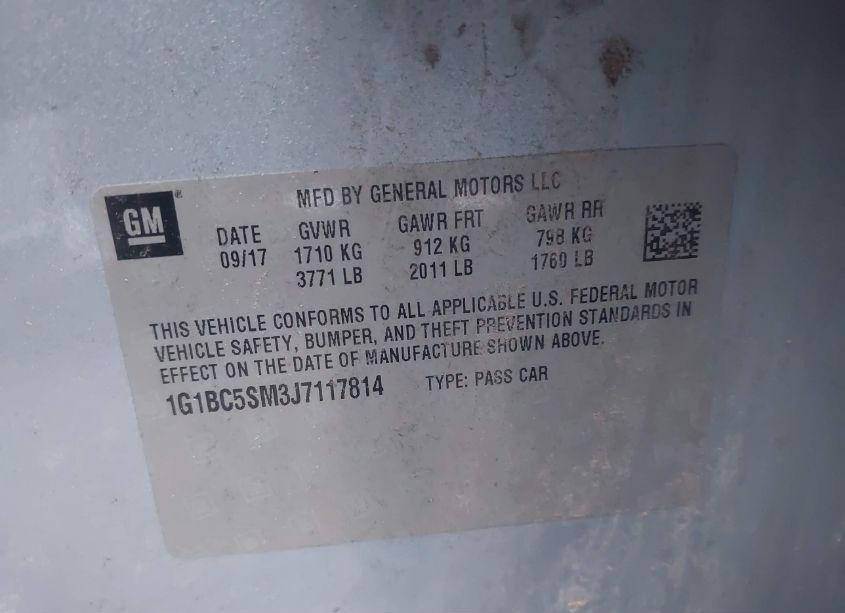 MFD BY GENERAL MOTORS LLC
GM
DATE GVWR GAWR FRT GAWR RR
09/17 1710 KG 912 KG 798 KG
3771 LB 2011 LB 1760 LB
THIS VEHICLE CONFORMS TO ALL APPLICABLE U.S. FEDERAL MOTOR
VEHICLE SAFETY, BUMPER, AND THEFT PREVENTION STANDARDS IN
EFFECT ON THE DATE OF MANUFACTURE SHOWN ABOVE.
1G1BC5SM3J7117814 TYPE: PASS CAR